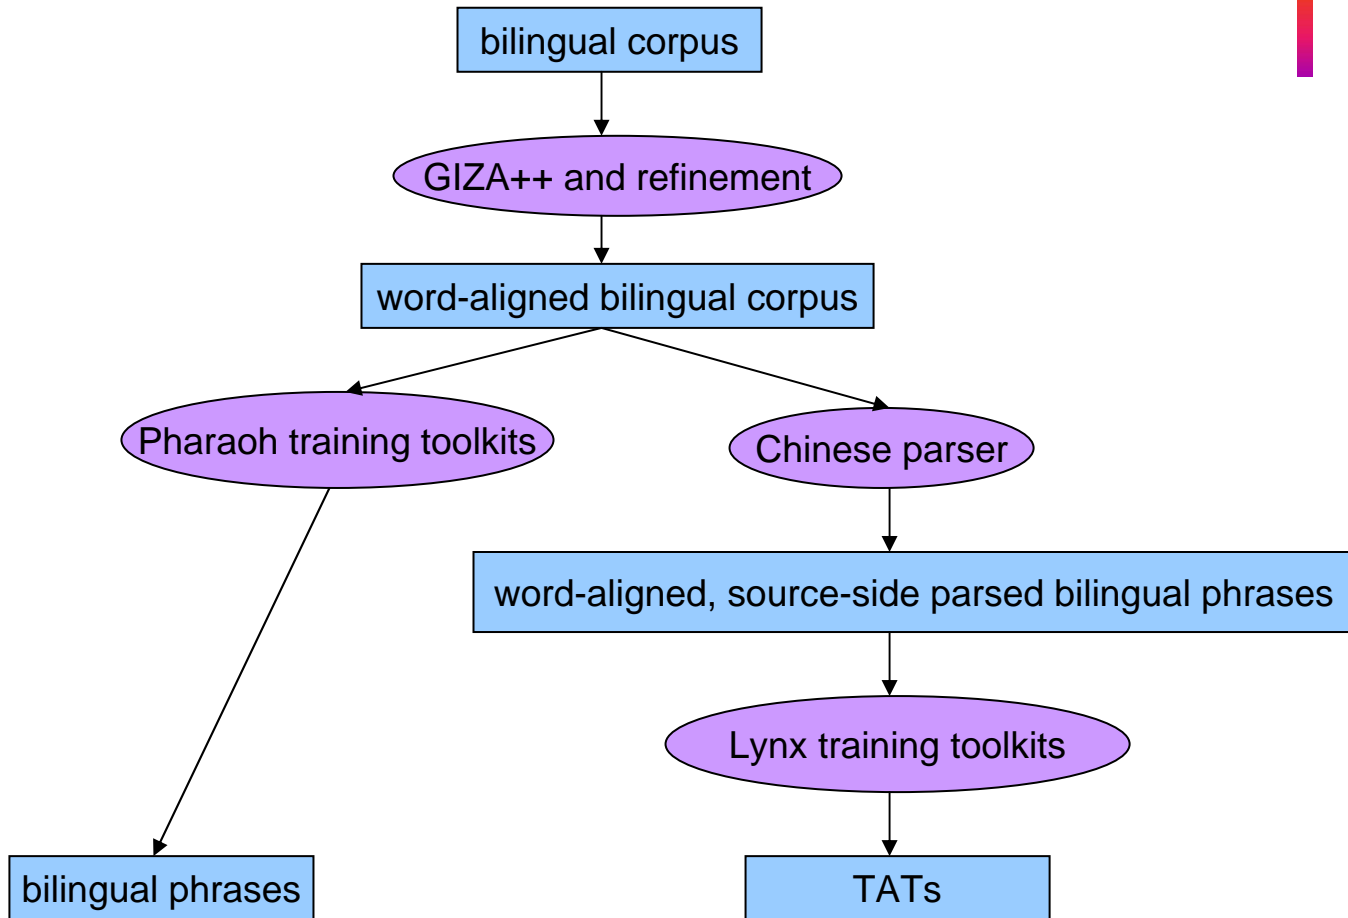 bilingual corpus
GIZA++ and refinement
word-aligned bilingual corpus
Pharaoh training toolkits
Chinese parser
word-aligned, source-side parsed bilingual phrases
Lynx training toolkits
bilingual phrases
TATs